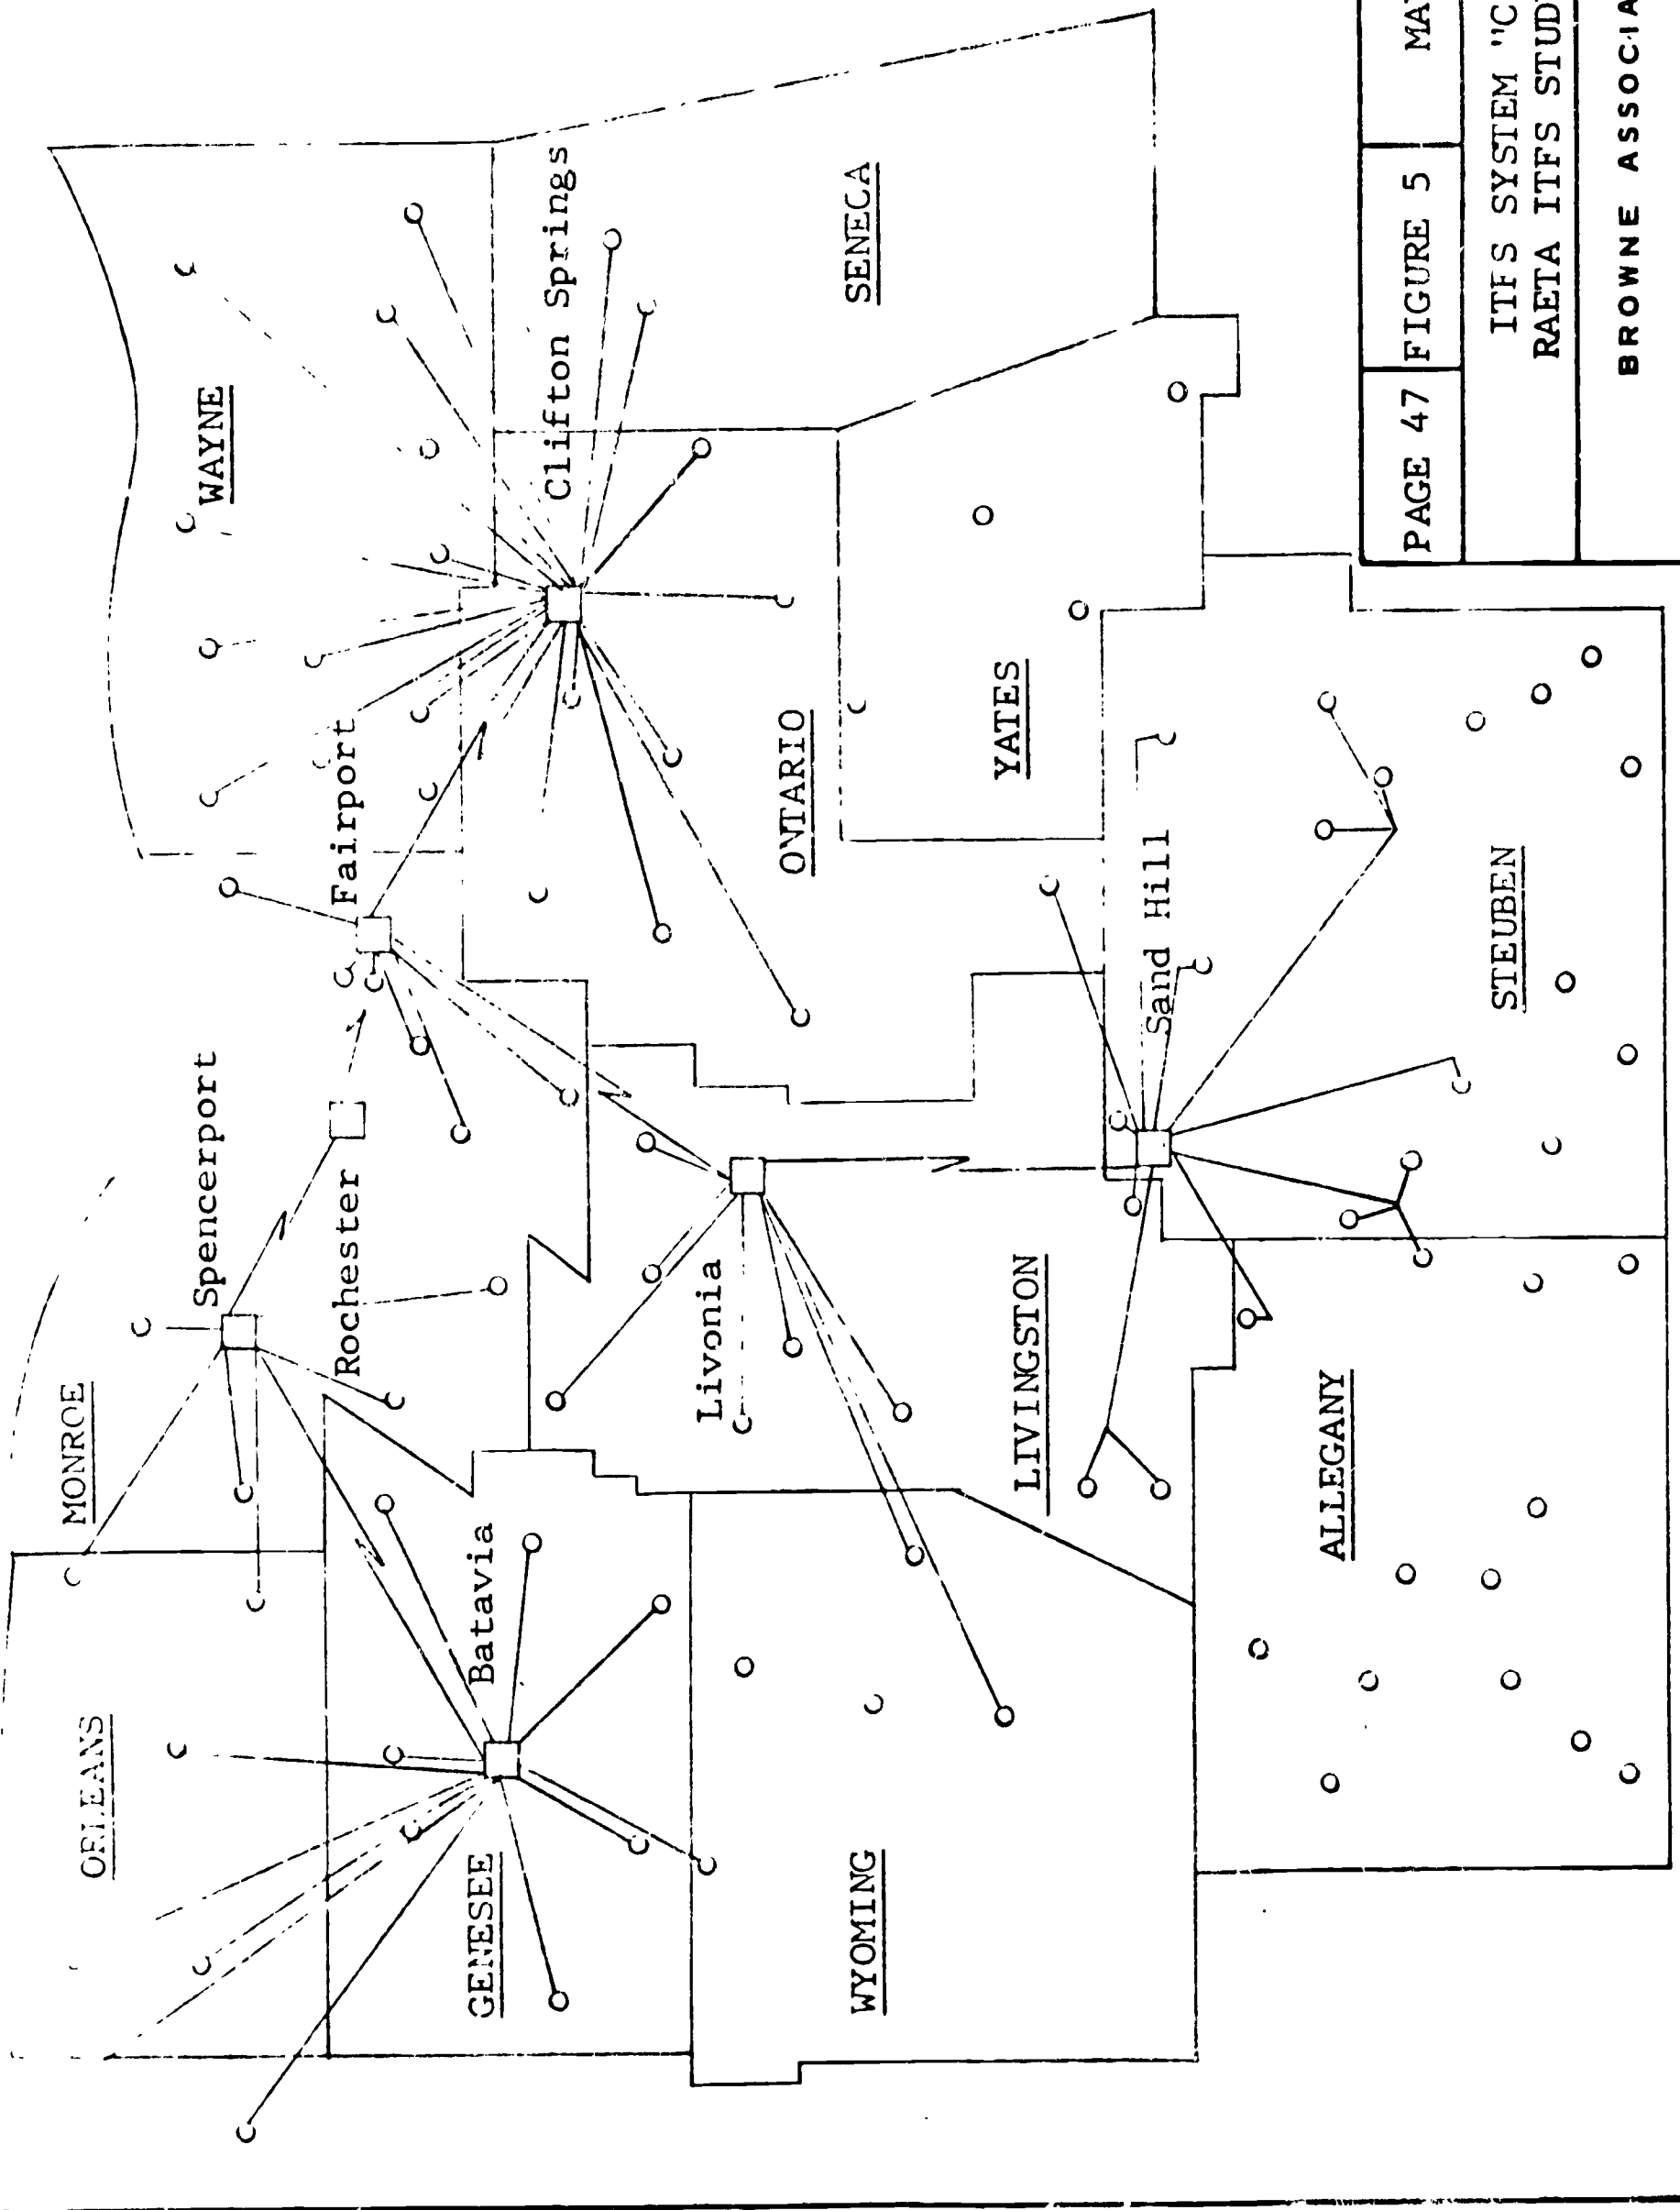 ORLEANS
MONROE
WAYNE
Spencerport
Fairport
Rochester
Clifton Springs
Batavia
GENESEE
Livonia
ONTARIO
SENECA
WYOMING
LIVINGSTON
YATES
Sand Hill
ALLEGANY
STEUBEN
PAGE 47 FIGURE 5
ITFS SYSTEM "C
RAETA ITFS STUD
BROWNE ASSOCIA